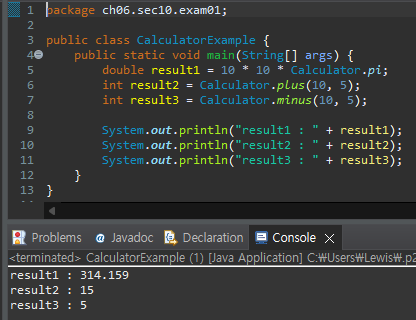 1 package ch06.sec10.exam01;
2
3 public class CalculatorExample {
4 public static void main(String[] args) {
5 double result1 = 10 * 10 * Calculator.pi;
6 int result2 = Calculator.plus(10, 5);
7 int result3 = Calculator.minus(10, 5);
8
9 System.out.println("result1 : " + result1);
10 System.out.println("result2 : " + result2);
11 System.out.println("result3 : " + result3);
12 }
13 }
Problems Javadoc Declaration Console
<terminated> CalculatorExample (1) [Java Application] C:₩Users₩Lewis₩.p2
result1 : 314.159
result2 : 15
result3 : 5